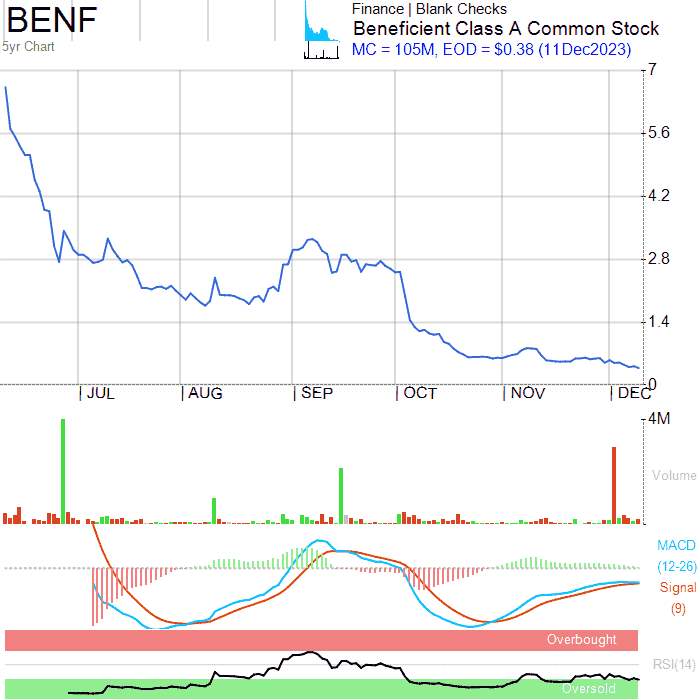 BENF
5yr Chart
Finance | Blank Checks
Beneficient Class A Common Stock
MC = 105M, EOD = $0.38 (11Dec2023)
7
5.6
4.2
2.8
1.4
0
JUL AUG SEP OCT NOV DEC
4M
Volume
MACD
(12-26)
Signal
(9)
Overbought
RSI(14)
Oversold